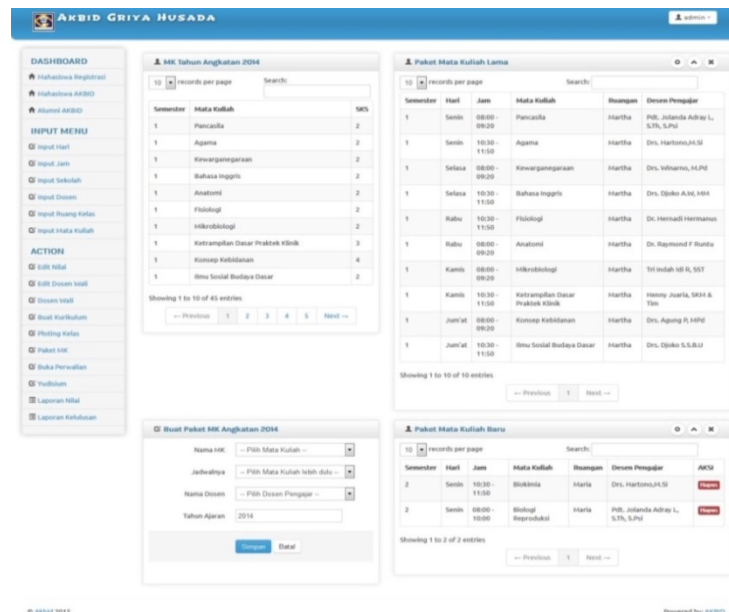 AKBID GRIYA HUSADA
admin
DASHBOARD
Mahasiswa Registrasi
Mahasiswa AKBID
Alumni AKBID
INPUT MENU
Input Hari
Input Jam
Input Sekolah
Input Dosen
Input Ruang Kelas
Input Mata Kuliah
ACTION
Edit Nilai
Edit Dosen Wali
Dosen Wali
Buat Kurikulum
Ploting Kelas
Paket MK
Buka Perwalian
Yudisium
Laporan Nilai
Laporan Kelulusan
MK Tahun Angkatan 2014
10 records per page Search:
Semester Mata Kuliah SKS
1 Pancasila 2
1 Agama 2
1 Kewarganegaraan 2
1 Bahasa Inggris 2
1 Anatomi 2
1 Fisiologi 2
1 Mikrobiologi 2
1 Ketrampilan Dasar Praktek Klinik 3
1 Konsep Kebidanan 4
1 Ilmu Sosial Budaya Dasar 2
Showing 1 to 10 of 45 entries
← Previous 1 2 3 4 5 Next →
Paket Mata Kuliah Lama
10 records per page Search:
Semester Hari Jam Mata Kuliah Ruangan Dosen Pengajar
1 Senin 08:00 - 09:20 Pancasila Martha Pdt. Jolanda Adray L, S.Th, S.Psi
1 Senin 10:30 - 11:50 Agama Martha Drs. Hartono,M.SI
1 Selasa 08:00 - 09:20 Kewarganegaraan Martha Drs. Winarno, M.Pd
1 Selasa 10:30 - 11:50 Bahasa Inggris Martha Drs. Djoko A.W, MM
1 Rabu 10:30 - 11:50 Fisiologi Martha Dr. Hernadi Hermanus
1 Rabu 08:00 - 09:20 Anatomi Martha Dr. Raymond F Runtu
1 Kamis 08:00 - 09:20 Mikrobiologi Martha Tri Indah Idi R, SST
1 Kamis 10:30 - 11:50 Ketrampilan Dasar Praktek Klinik Martha Henny Juaria, SKM & Tim
1 Jum'at 08:00 - 09:20 Konsep Kebidanan Martha Drs. Agung P, MPd
1 Jum'at 10:30 - 11:50 Ilmu Sosial Budaya Dasar Martha Drs. Djoko S.S.B.U
Showing 1 to 10 of 10 entries
← Previous 1 Next →
Buat Paket MK Angkatan 2014
Nama MK -- Pilih Mata Kuliah --
Jadwalnya -- Pilih Mata Kuliah lebih dulu --
Nama Dosen -- Pilih Dosen Pengajar --
Tahun Ajaran 2014
Simpan Batal
Paket Mata Kuliah Baru
10 records per page Search:
Semester Hari Jam Mata Kuliah Ruangan Dosen Pengajar AKSI
2 Senin 10:30 - 11:50 Biokimia Maria Drs. Hartono,M.SI Hapus
2 Senin 08:00 - 10:00 Biologi Reproduksi Maria Pdt. Jolanda Adray L, S.Th, S.Psi Hapus
Showing 1 to 2 of 2 entries
← Previous 1 Next →
Powered by: AKBID